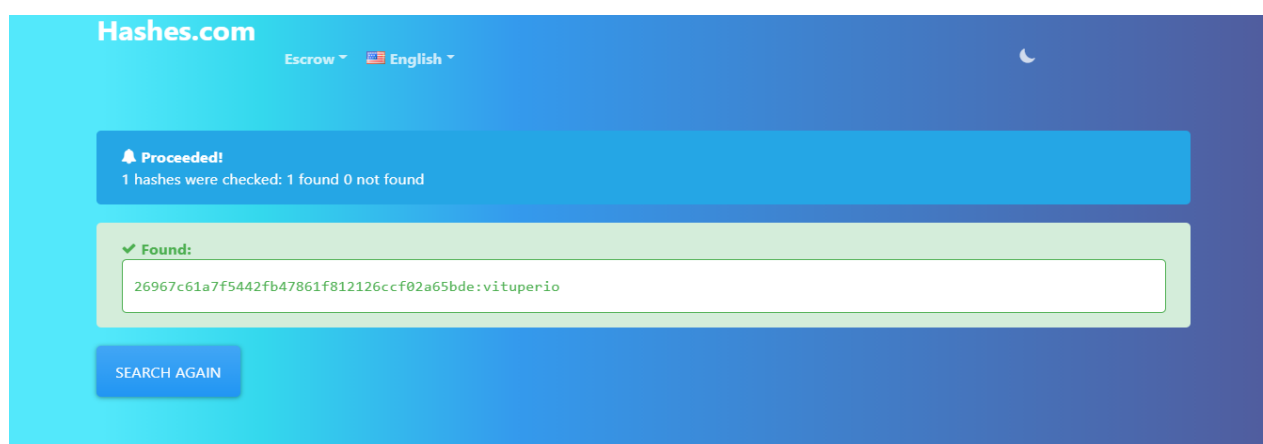 Hashes.com
Escrow English
Proceeded!
1 hashes were checked: 1 found 0 not found
Found:
26967c61a7f5442fb47861f812126ccf02a65bde:vituperio
SEARCH AGAIN